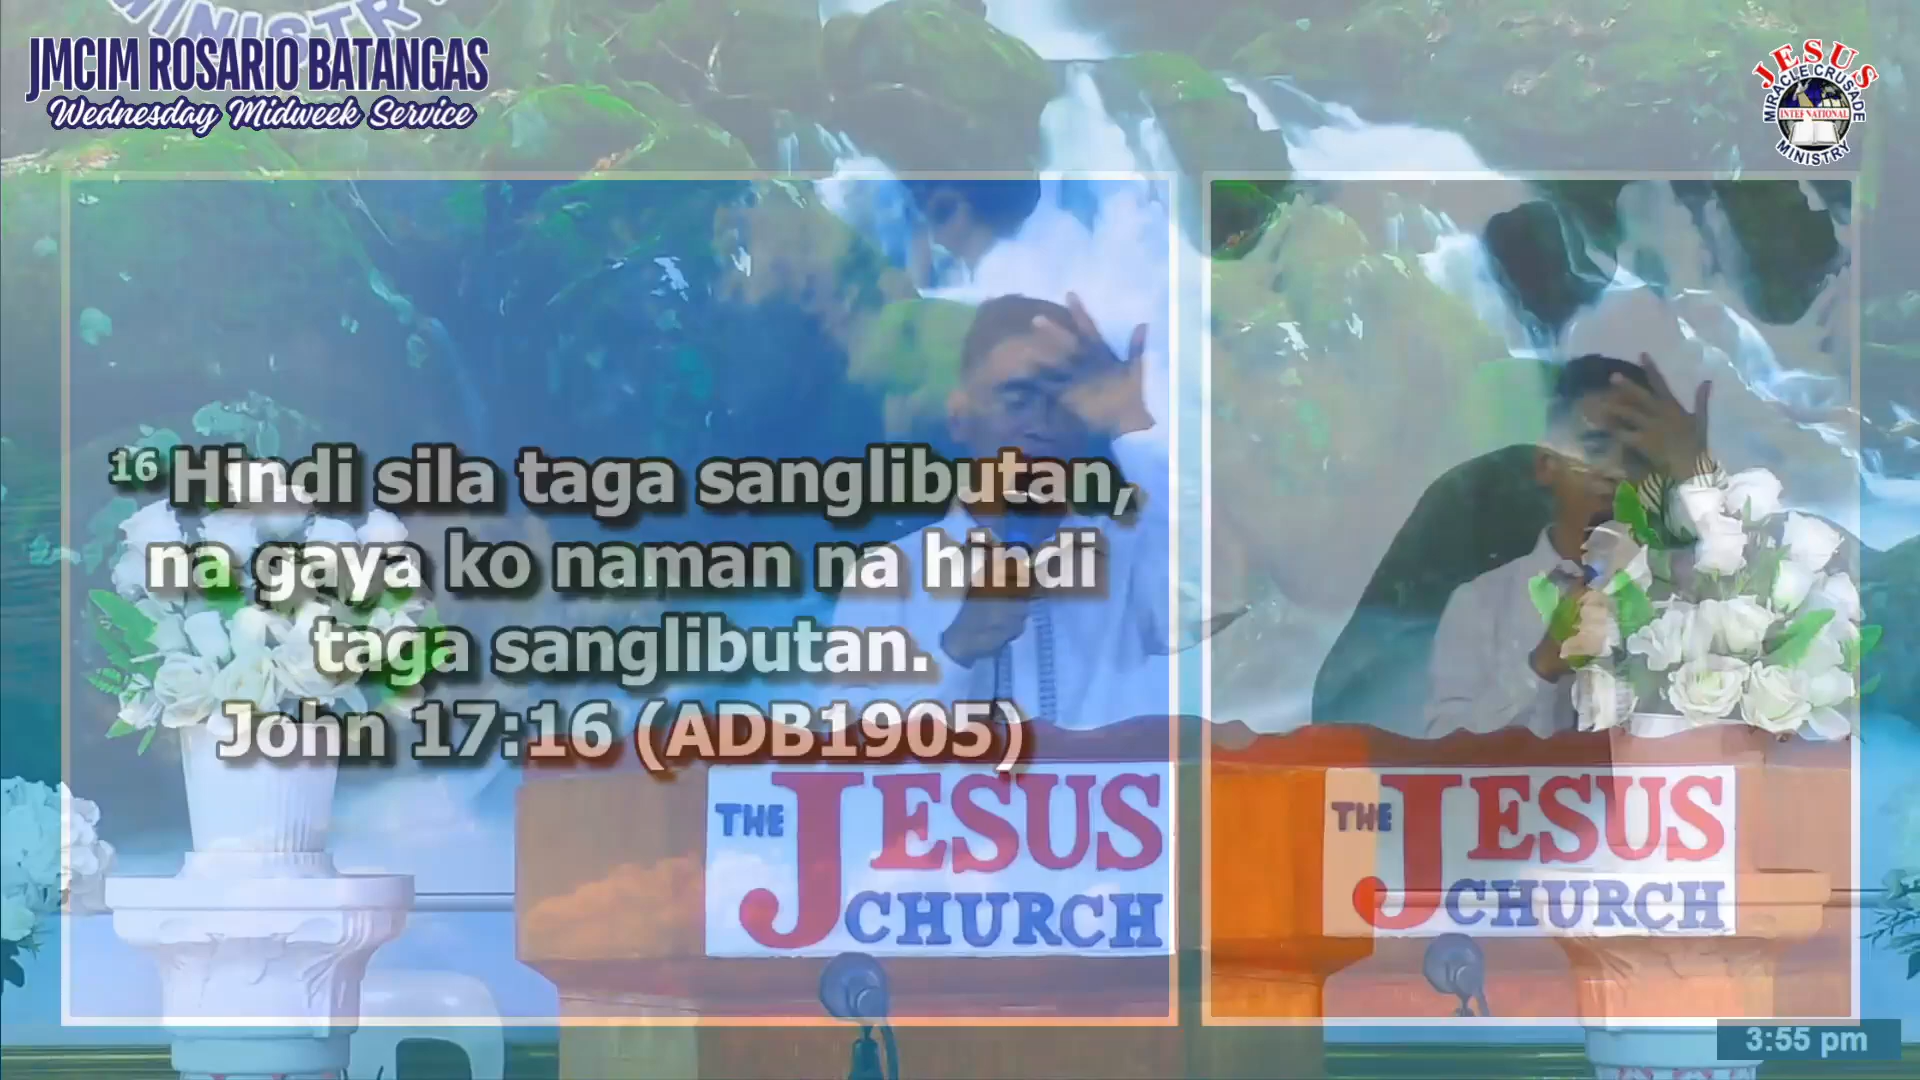 MINISTRY
JMCIM ROSARIO BATANGAS
Wednesday Midweek Service
JESUS
MIRACLE CRUSADE
INTERNATIONAL
MINISTRY
16 Hindi sila taga sanglibutan,
na gaya ko naman na hindi
taga sanglibutan.
John 17:16 (ADB1905)
THE JESUS
CHURCH
THE JESUS
CHURCH
3:55 pm